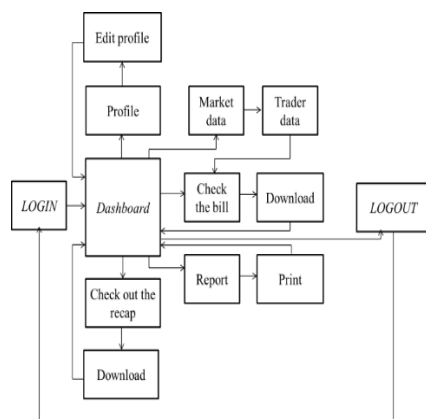 Edit profile
Profile
Market
data
Trader
data
LOGIN
Dashboard
Check
the bill
Download
LOGOUT
Check out the
recap
Report
Print
Download